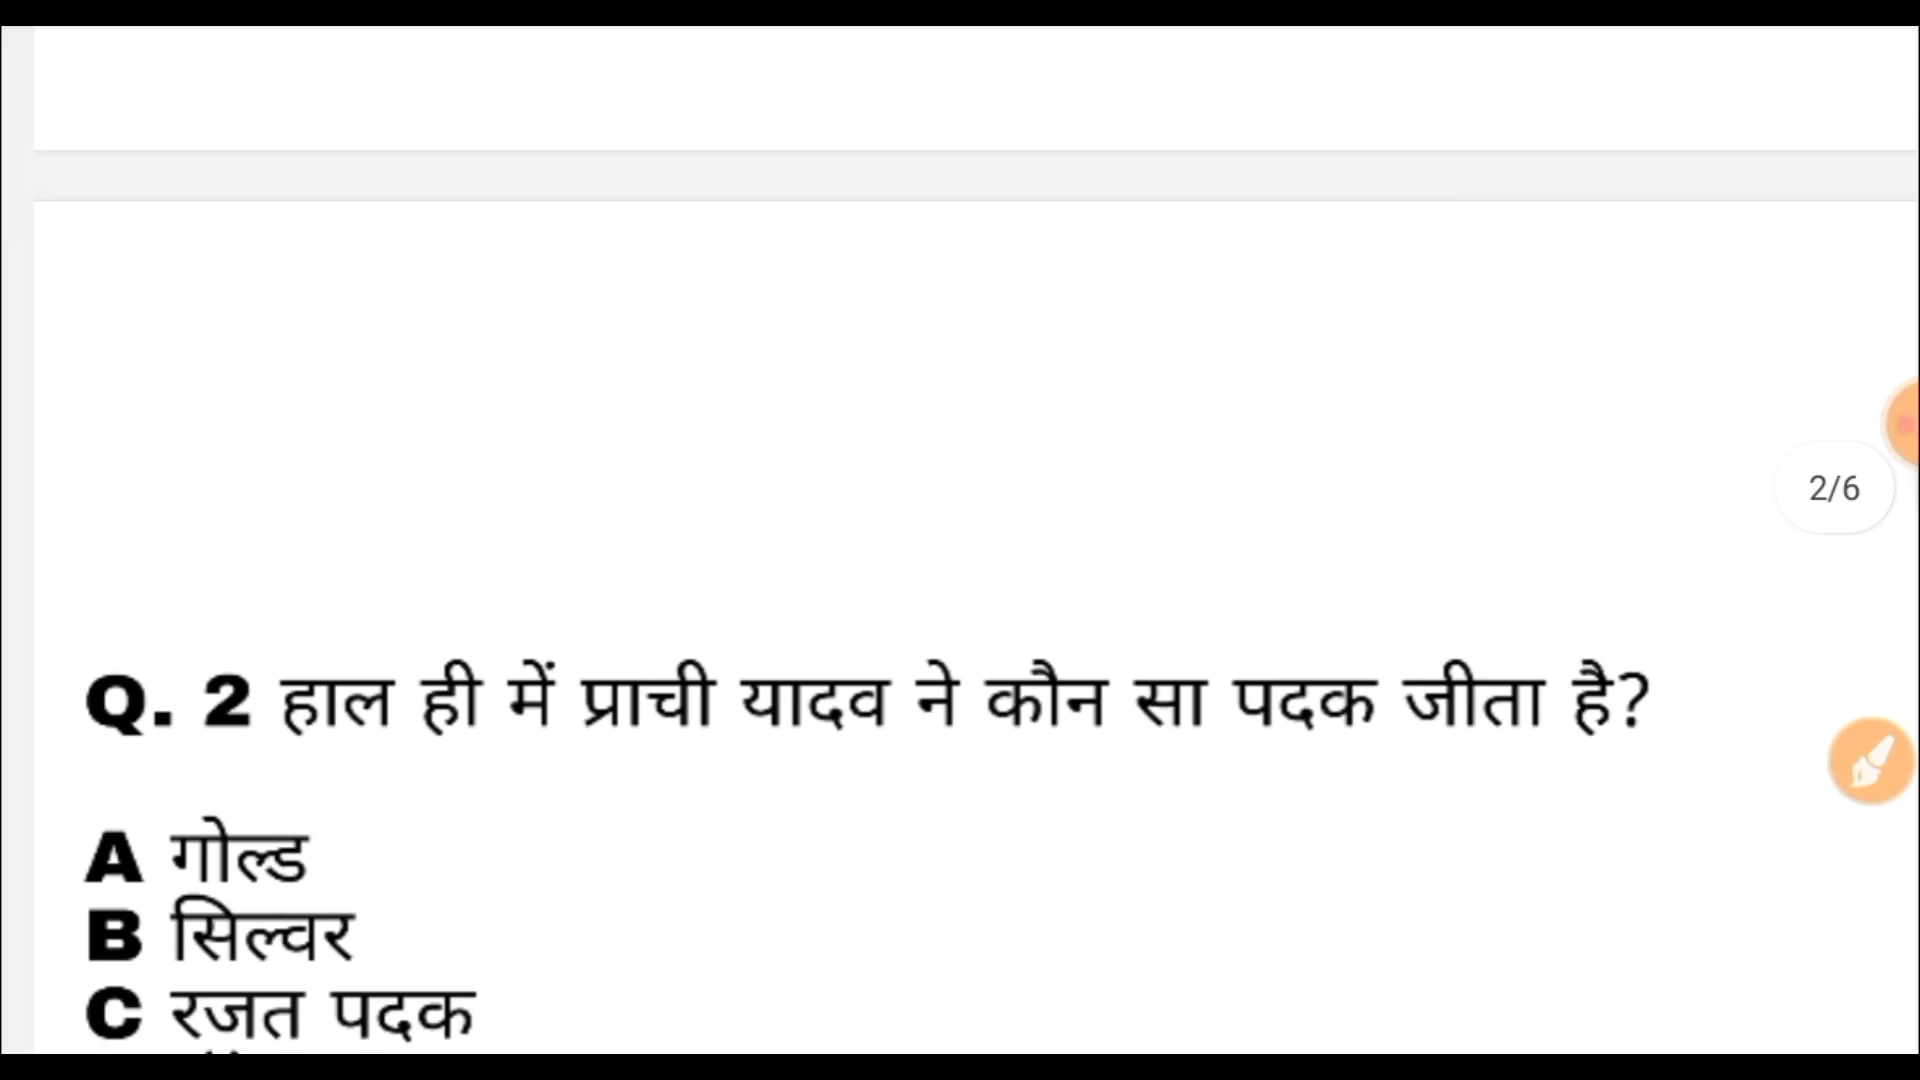 2/6
Q. 2 हाल ही में प्राची यादव ने कौन सा पदक जीता है?
A गोल्ड
B सिल्वर
C रजत पदक